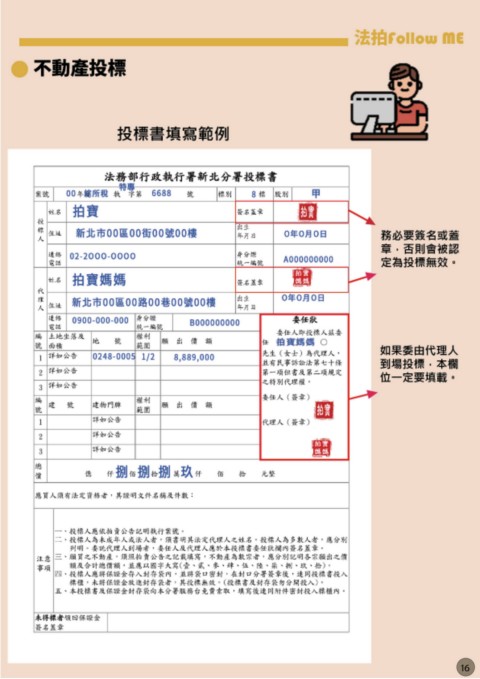 法拍Follow ME
不動產投標
投標書填寫範例
法務部行政執行署新北分署投標書
案號 00年 綜所稅 執 特專 字第 6688 號 標別 8 標 股別 甲
投標人 姓名 拍寶 簽名蓋章 拍寶
住址 新北市00區00街00號00樓 出生年月日 0年0月0日
連絡電話 02-2000-0000 身分證統一編號 A000000000
代理人 姓名 拍寶媽媽 簽名蓋章 拍寶媽媽
住址 新北市00區00路00巷00號00樓 出生年月日 0年0月0日
連絡電話 0900-000-000 身分證統一編號 B000000000
務必要簽名或蓋
章，否則會被認
定為投標無效。
編號 土地坐落及面積 地 號 權利範圍 願 出 價 額
1 詳如公告 0248-0005 1/2 8,889,000
2 詳如公告
3 詳如公告
編號 建 號 建物門牌 權利範圍 願 出 價 額
1 詳如公告
2 詳如公告
3 詳如公告
委任狀
委任人即投標人茲委
任 拍寶媽媽
先生（女士）為代理人，
並有民事訴訟法第七十條
第一項但書及第二項規定
之特別代理權。
委任人（簽章）
拍寶
代理人（簽章）
拍寶媽媽
如果委由代理人
到場投標，本欄
位一定要填載。
總價 億 仟 捌 佰 捌 拾 捌 萬 玖 仟 佰 拾 元整
應買人須有法定資格者，其證明文件名稱及件數：
注意事項
一、投標人應依拍賣公告記明執行案號。
二、投標人為未成年人或法人者，須書明其法定代理人之姓名，投標人為多數人者，應分別
列明。委託代理人到場者，委任人及代理人應於本投標書委任狀欄內簽名蓋章。
三、願買之不動產，須照拍賣公告之記載填寫，不動產為數宗者，應分別記明各宗願出之價
額及合計總價額，並應以國字大寫(壹、貳、參、肆、伍、陸、柒、捌、玖、拾)。
四、投標人應將保證金存入封存袋內，並將袋口密封，在封口分署簽章後，連同投標書投入
標櫃，未將保證金放進封存袋者，其投標無效。(投標書及封存袋勿分開投入)。
五、本投標書及保證金封存袋向本分署服務台免費索取，填寫後連同附件密封投入標櫃內。
未得標者領回保證金
簽名蓋章
16